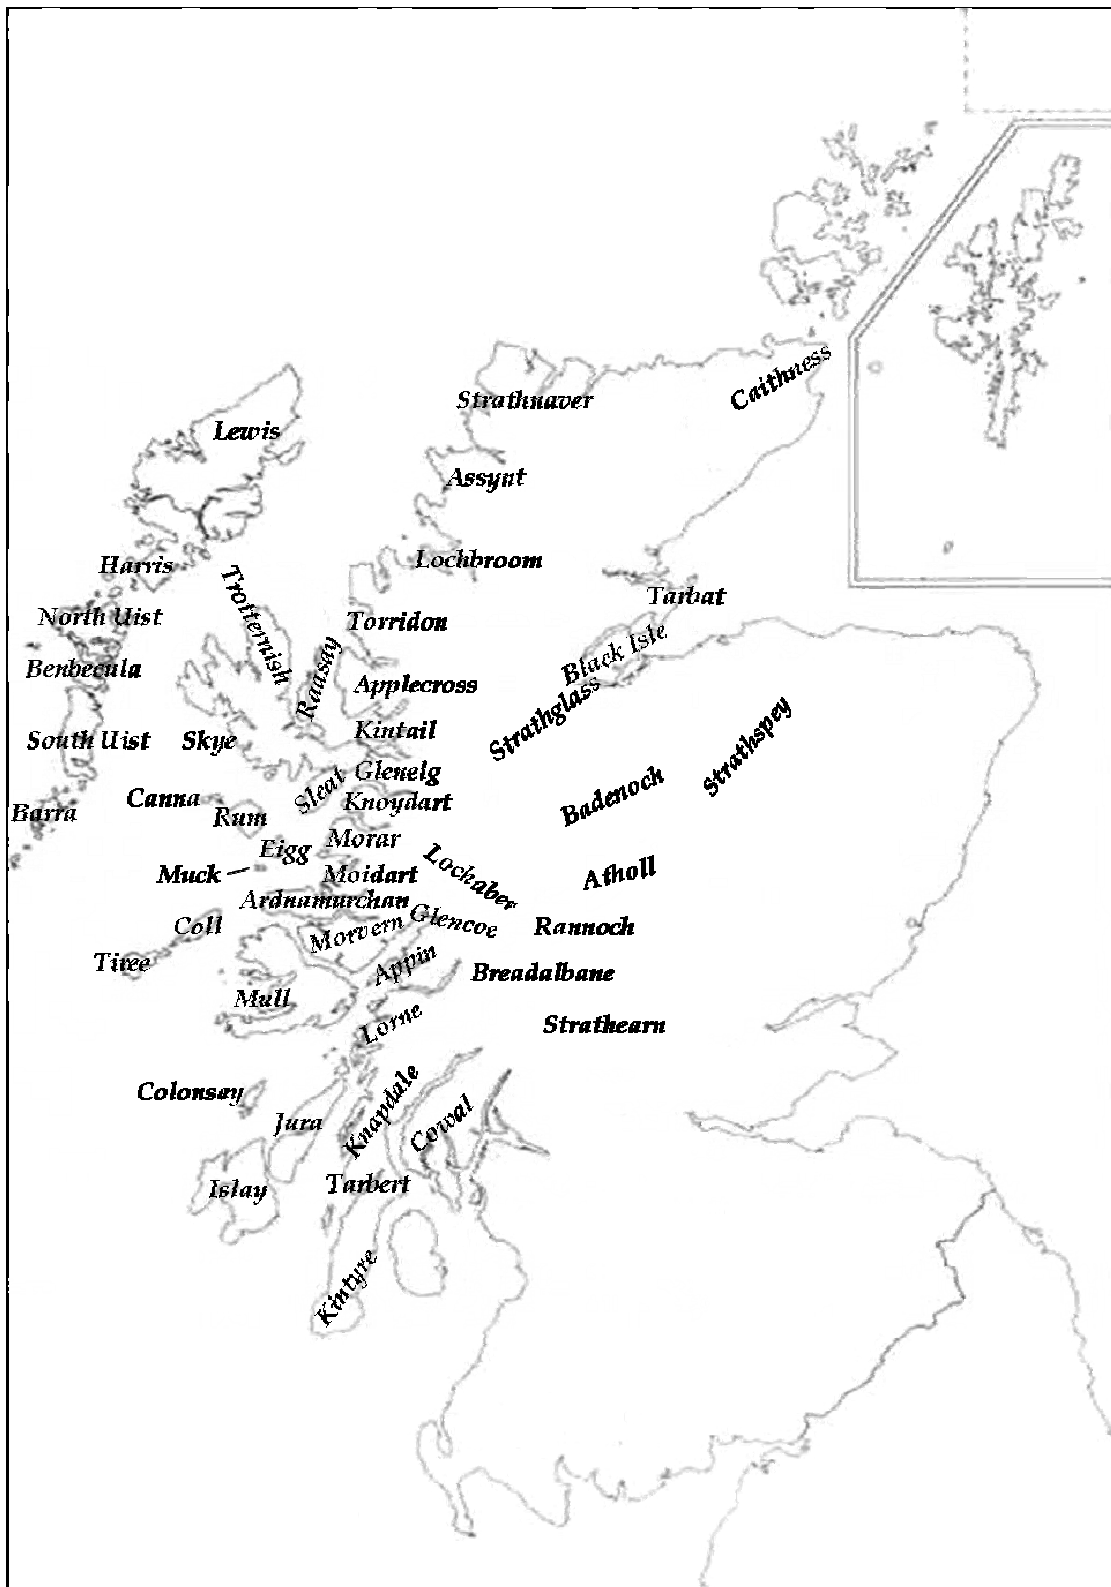 Caithness
Strathnaver
Lewis
Assynt
Lochbroom
Harris
Tarbat
North Uist
Trotternish
Torridon
Black Isle
Benbecula
Raasay
Applecross
Strathglass
South Uist
Skye
Kintail
Strathspey
Glenelg
Sleat
Canna
Knoydart
Badenoch
Barra
Rum
Morar
Eigg
Muck
Moidart
Lochaber
Atholl
Ardnamurchan
Coll
Morvern
Glencoe
Rannoch
Tiree
Appin
Breadalbane
Mull
Lorne
Strathearn
Colonsay
Jura
Knapdale
Cowal
Islay
Tarbert
Kintyre